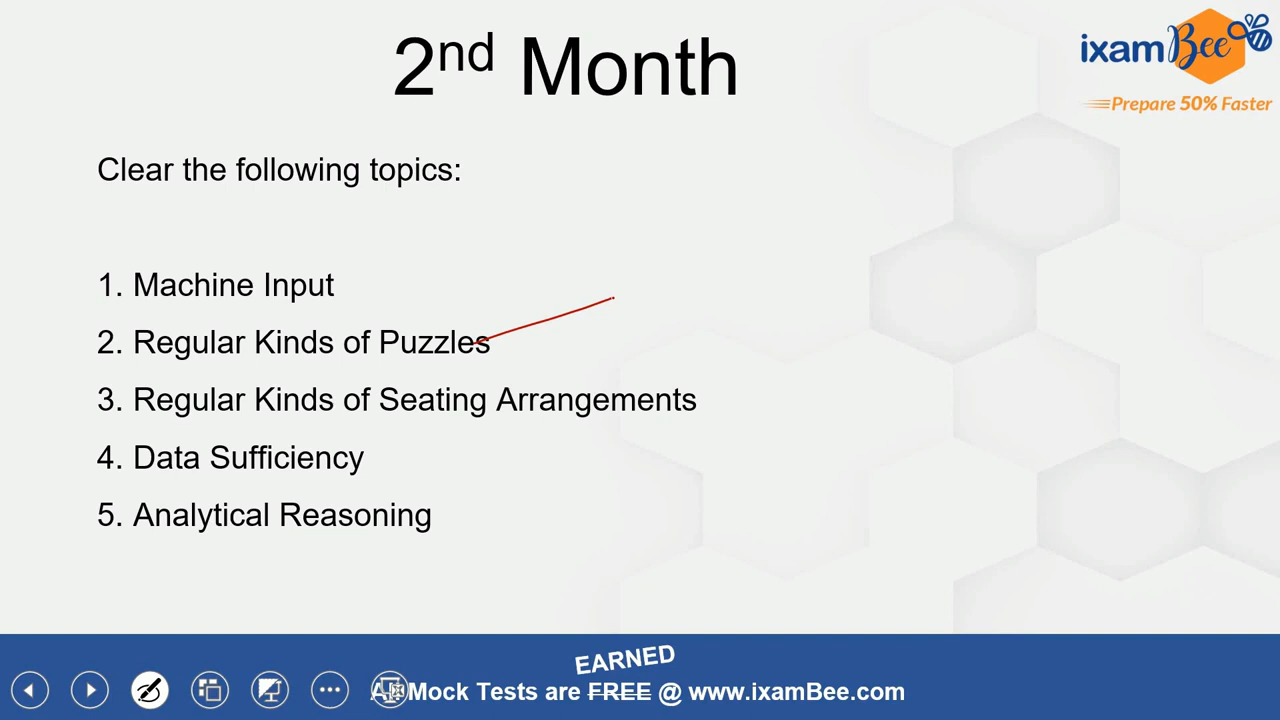 2nd Month
ixamBee
Prepare 50% Faster
Clear the following topics:
1. Machine Input
2. Regular Kinds of Puzzles
3. Regular Kinds of Seating Arrangements
4. Data Sufficiency
5. Analytical Reasoning
EARNED
Mock Tests are FREE @ www.ixamBee.com